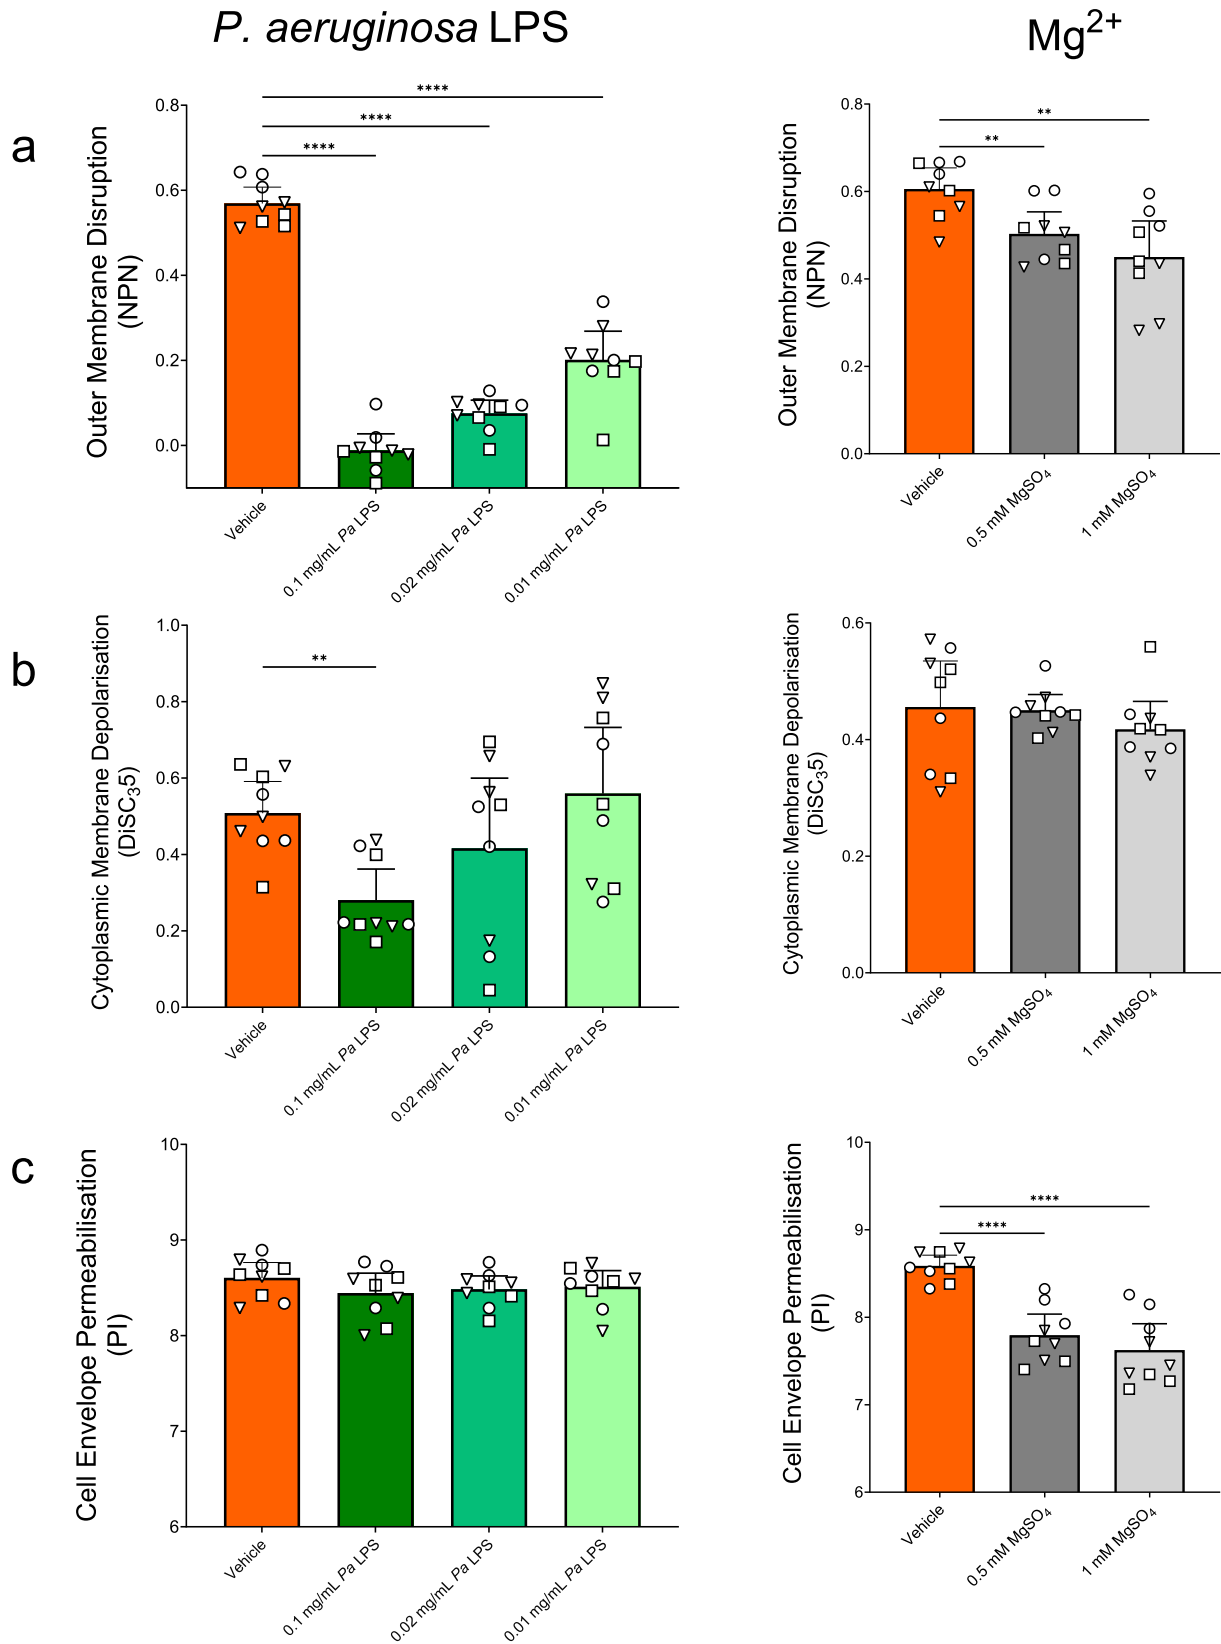 P. aeruginosa LPS
Mg²⁺
a
Outer Membrane Disruption
(NPN)
0.8
0.6
0.4
0.2
0.0
****
****
****
Vehicle
0.1 mg/mL Pa LPS
0.02 mg/mL Pa LPS
0.01 mg/mL Pa LPS
Outer Membrane Disruption
(NPN)
0.8
0.6
0.4
0.2
0.0
**
**
Vehicle
0.5 mM MgSO₄
1 mM MgSO₄
b
Cytoplasmic Membrane Depolarisation
(DiSC₃5)
1.0
0.8
0.6
0.4
0.2
0.0
**
Vehicle
0.1 mg/mL Pa LPS
0.02 mg/mL Pa LPS
0.01 mg/mL Pa LPS
Cytoplasmic Membrane Depolarisation
(DiSC₃5)
0.6
0.4
0.2
0.0
Vehicle
0.5 mM MgSO₄
1 mM MgSO₄
c
Cell Envelope Permeabilisation
(PI)
10
9
8
7
6
Vehicle
0.1 mg/mL Pa LPS
0.02 mg/mL Pa LPS
0.01 mg/mL Pa LPS
Cell Envelope Permeabilisation
(PI)
10
9
8
7
6
****
****
Vehicle
0.5 mM MgSO₄
1 mM MgSO₄